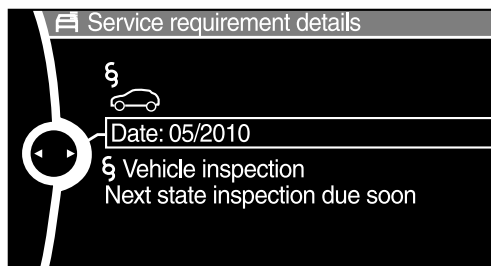 Service requirement details
§
Date: 05/2010
§ Vehicle inspection
Next state inspection due soon